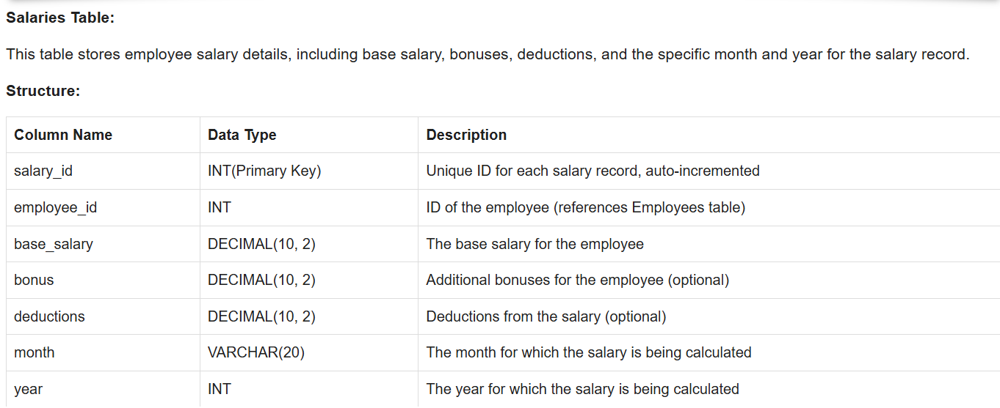 Salaries Table:
This table stores employee salary details, including base salary, bonuses, deductions, and the specific month and year for the salary record.
Structure:
Column Name Data Type Description
salary_id INT(Primary Key) Unique ID for each salary record, auto-incremented
employee_id INT ID of the employee (references Employees table)
base_salary DECIMAL(10, 2) The base salary for the employee
bonus DECIMAL(10, 2) Additional bonuses for the employee (optional)
deductions DECIMAL(10, 2) Deductions from the salary (optional)
month VARCHAR(20) The month for which the salary is being calculated
year INT The year for which the salary is being calculated